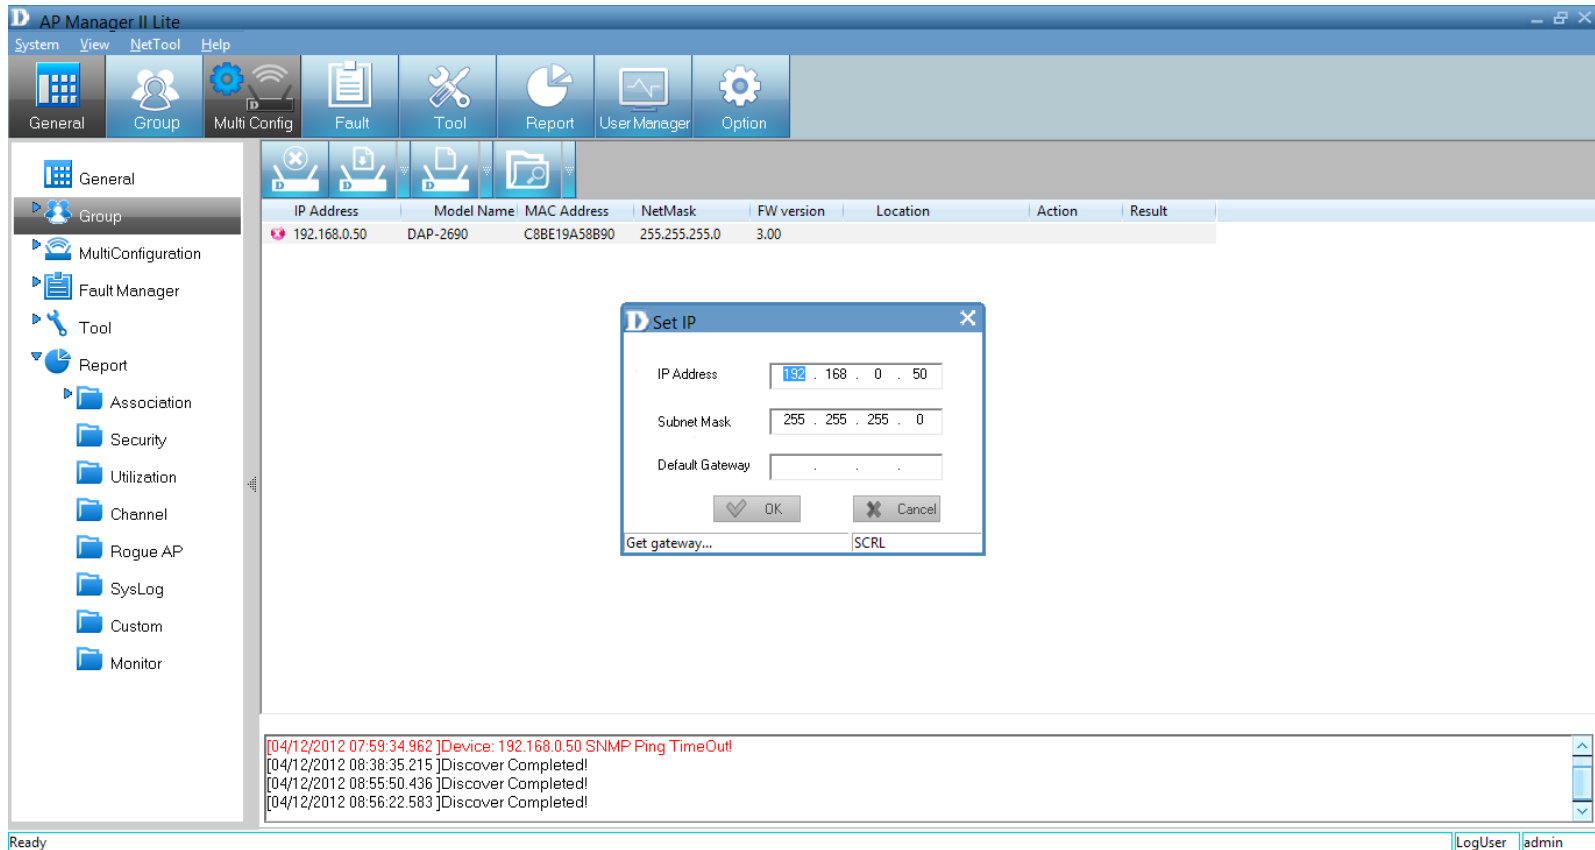 D AP Manager II Lite
System View NetTool Help
General Group Multi Config Fault Tool Report User Manager Option
D
General
Group
MultiConfiguration
Fault Manager
Tool
Report
Association
Security
Utilization
Channel
Rogue AP
SysLog
Custom
Monitor
D D D
IP Address Model Name MAC Address NetMask FW version Location Action Result
192.168.0.50 DAP-2690 C8BE19A58B90 255.255.255.0 3.00
D Set IP
IP Address 192 . 168 . 0 . 50
Subnet Mask 255 . 255 . 255 . 0
Default Gateway . . .
OK Cancel
Get gateway... SCRL
[04/12/2012 07:59:34.962 ]Device: 192.168.0.50 SNMP Ping TimeOut!
[04/12/2012 08:38:35.215 ]Discover Completed!
[04/12/2012 08:55:50.436 ]Discover Completed!
[04/12/2012 08:56:22.583 ]Discover Completed!
Ready LogUser admin